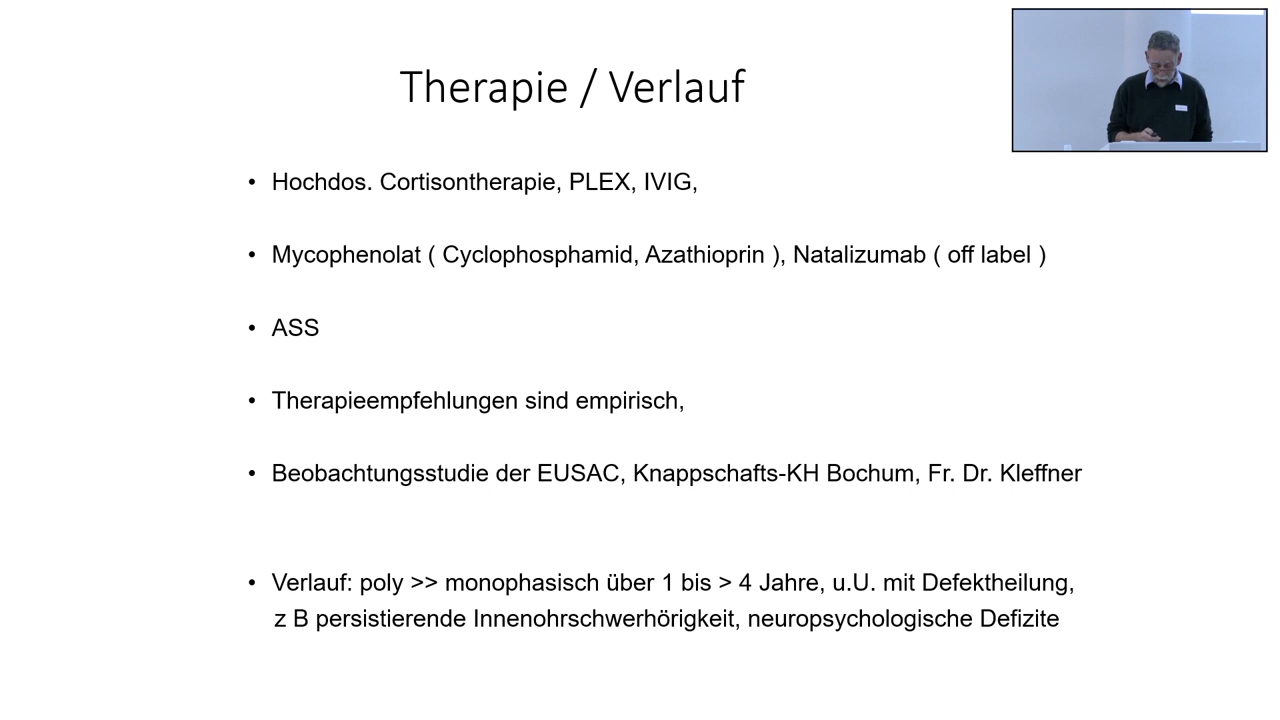 Therapie / Verlauf
• Hochdos. Cortisontherapie, PLEX, IVIG,
• Mycophenolat ( Cyclophosphamid, Azathioprin ), Natalizumab ( off label )
• ASS
• Therapieempfehlungen sind empirisch,
• Beobachtungsstudie der EUSAC, Knappschafts-KH Bochum, Fr. Dr. Kleffner
• Verlauf: poly >> monophasisch über 1 bis > 4 Jahre, u.U. mit Defektheilung,
z B persistierende Innenohrschwerhörigkeit, neuropsychologische Defizite